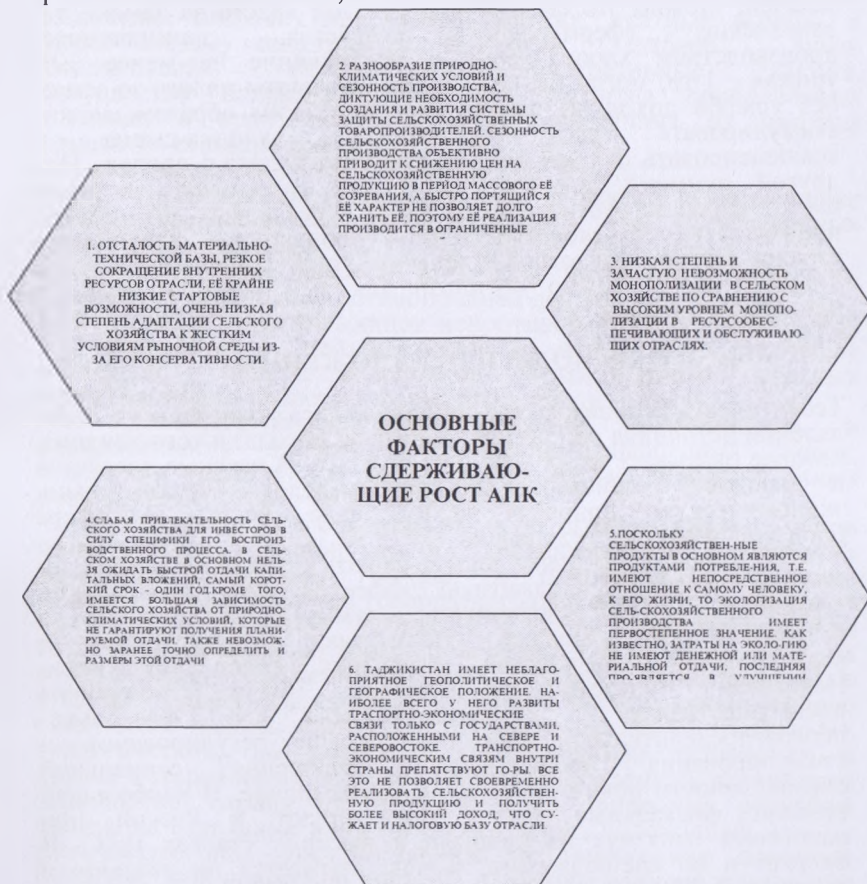 2. РАЗНООБРАЗИЕ ПРИРОДНО-
КЛИМАТИЧЕСКИХ УСЛОВИЙ И
СЕЗОННОСТЬ ПРОИЗВОДСТВА,
ДИКТУЮЩИЕ НЕОБХОДИМОСТЬ
СОЗДАНИЯ И РАЗВИТИЯ СИСТЕМЫ
ЗАЩИТЫ СЕЛЬСКОХОЗЯЙСТВЕННЫХ
ТОВАРОПРОИЗВОДИТЕЛЕЙ. СЕЗОННОСТЬ
СЕЛЬСКОХОЗЯЙСТВЕННОГО
ПРОИЗВОДСТВА ОБЪЕКТИВНО
ПРИВОДИТ К СНИЖЕНИЮ ЦЕН НА
СЕЛЬСКОХОЗЯЙСТВЕННУЮ
ПРОДУКЦИЮ В ПЕРИОД МАССОВОГО ЕЁ
СОЗРЕВАНИЯ, А БЫСТРО ПОРТЯЩИЙСЯ
ЕЁ ХАРАКТЕР НЕ ПОЗВОЛЯЕТ ДОЛГО
ХРАНИТЬ ЕЁ, ПОЭТОМУ ЕЁ РЕАЛИЗАЦИЯ
ПРОИЗВОДИТСЯ В ОГРАНИЧЕННЫЕ
1. ОТСТАЛОСТЬ МАТЕРИАЛЬНО-
ТЕХНИЧЕСКОЙ БАЗЫ, РЕЗКОЕ
СОКРАЩЕНИЕ ВНУТРЕННИХ
РЕСУРСОВ ОТРАСЛИ, ЕЁ КРАЙНЕ
НИЗКИЕ СТАРТОВЫЕ
ВОЗМОЖНОСТИ, ОЧЕНЬ НИЗКАЯ
СТЕПЕНЬ АДАПТАЦИИ СЕЛЬСКОГО
ХОЗЯЙСТВА К ЖЕСТКИМ
УСЛОВИЯМ РЫНОЧНОЙ СРЕДЫ ИЗ-
ЗА ЕГО КОНСЕРВАТИВНОСТИ.
3. НИЗКАЯ СТЕПЕНЬ И
ЗАЧАСТУЮ НЕВОЗМОЖНОСТЬ
МОНОПОЛИЗАЦИИ В СЕЛЬСКОМ
ХОЗЯЙСТВЕ ПО СРАВНЕНИЮ С
ВЫСОКИМ УРОВНЕМ МОНОПО-
ЛИЗАЦИИ В РЕСУРСООБЕС-
ПЕЧИВАЮЩИХ И ОБСЛУЖИВАЮ-
ЩИХ ОТРАСЛЯХ.
ОСНОВНЫЕ
ФАКТОРЫ
СДЕРЖИВАЮ-
ЩИЕ РОСТ АПК
4.СЛАБАЯ ПРИВЛЕКАТЕЛЬНОСТЬ СЕЛЬ-
СКОГО ХОЗЯЙСТВА ДЛЯ ИНВЕСТОРОВ В
СИЛУ СПЕЦИФИКИ ЕГО ВОСПРОИЗ-
ВОДСТВЕННОГО ПРОЦЕССА. В СЕЛЬ-
СКОМ ХОЗЯЙСТВЕ В ОСНОВНОМ НЕЛЬ-
ЗЯ ОЖИДАТЬ БЫСТРОЙ ОТДАЧИ КАПИ-
ТАЛЬНЫХ ВЛОЖЕНИЙ, САМЫЙ КОРОТ-
КИЙ СРОК - ОДИН ГОД.КРОМЕ ТОГО,
ИМЕЕТСЯ БОЛЬШАЯ ЗАВИСИМОСТЬ
СЕЛЬСКОГО ХОЗЯЙСТВА ОТ ПРИРОДНО-
КЛИМАТИЧЕСКИХ УСЛОВИЙ, КОТОРЫЕ
НЕ ГАРАНТИРУЮТ ПОЛУЧЕНИЯ ПЛАНИ-
РУЕМОЙ ОТДАЧИ. ТАКЖЕ НЕВОЗМОЖ-
НО ЗАРАНЕЕ ТОЧНО ОПРЕДЕЛИТЬ И
РАЗМЕРЫ ЭТОЙ ОТДАЧИ
5.ПОСКОЛЬКУ
СЕЛЬСКОХОЗЯЙСТВЕН-НЫЕ
ПРОДУКТЫ В ОСНОВНОМ ЯВЛЯЮТСЯ
ПРОДУКТАМИ ПОТРЕБЛЕ-НИЯ, Т.Е.
ИМЕЮТ НЕПОСРЕДСТВЕННОЕ
ОТНОШЕНИЕ К САМОМУ ЧЕЛОВЕКУ,
К ЕГО ЖИЗНИ, ТО ЭКОЛОГИЗАЦИЯ
СЕЛЬ-СКОХОЗЯЙСТВЕННОГО
ПРОИЗВОДСТВА ИМЕЕТ
ПЕРВОСТЕПЕННОЕ ЗНАЧЕНИЕ. КАК
ИЗВЕСТНО, ЗАТРАТЫ НА ЭКОЛО-ГИЮ
НЕ ИМЕЮТ ДЕНЕЖНОЙ ИЛИ МАТЕ-
РИАЛЬНОЙ ОТДАЧИ, ПОСЛЕДНЯЯ
ПРО-ЯВЛЯЕТСЯ В УЛУЧШЕНИИ
6. ТАДЖИКИСТАН ИМЕЕТ НЕБЛАГО-
ПРИЯТНОЕ ГЕОПОЛИТИЧЕСКОЕ И
ГЕОГРАФИЧЕСКОЕ ПОЛОЖЕНИЕ. НА-
ИБОЛЕЕ ВСЕГО У НЕГО РАЗВИТЫ
ТРАСПОРТНО-ЭКОНОМИЧЕСКИЕ
СВЯЗИ ТОЛЬКО С ГОСУДАРСТВАМИ,
РАСПОЛОЖЕННЫМИ НА СЕВЕРЕ И
СЕВЕРОВОСТОКЕ. ТРАНСПОРТНО-
ЭКОНОМИЧЕСКИМ СВЯЗЯМ ВНУТРИ
СТРАНЫ ПРЕПЯТСТВУЮТ ГО-РЫ. ВСЕ
ЭТО НЕ ПОЗВОЛЯЕТ СВОЕВРЕМЕННО
РЕАЛИЗОВАТЬ СЕЛЬСКОХОЗЯЙСТВЕН-
НУЮ ПРОДУКЦИЮ И ПОЛУЧИТЬ
БОЛЕЕ ВЫСОКИЙ ДОХОД, ЧТО СУ-
ЖАЕТ И НАЛОГОВУЮ БАЗУ ОТРАСЛИ.